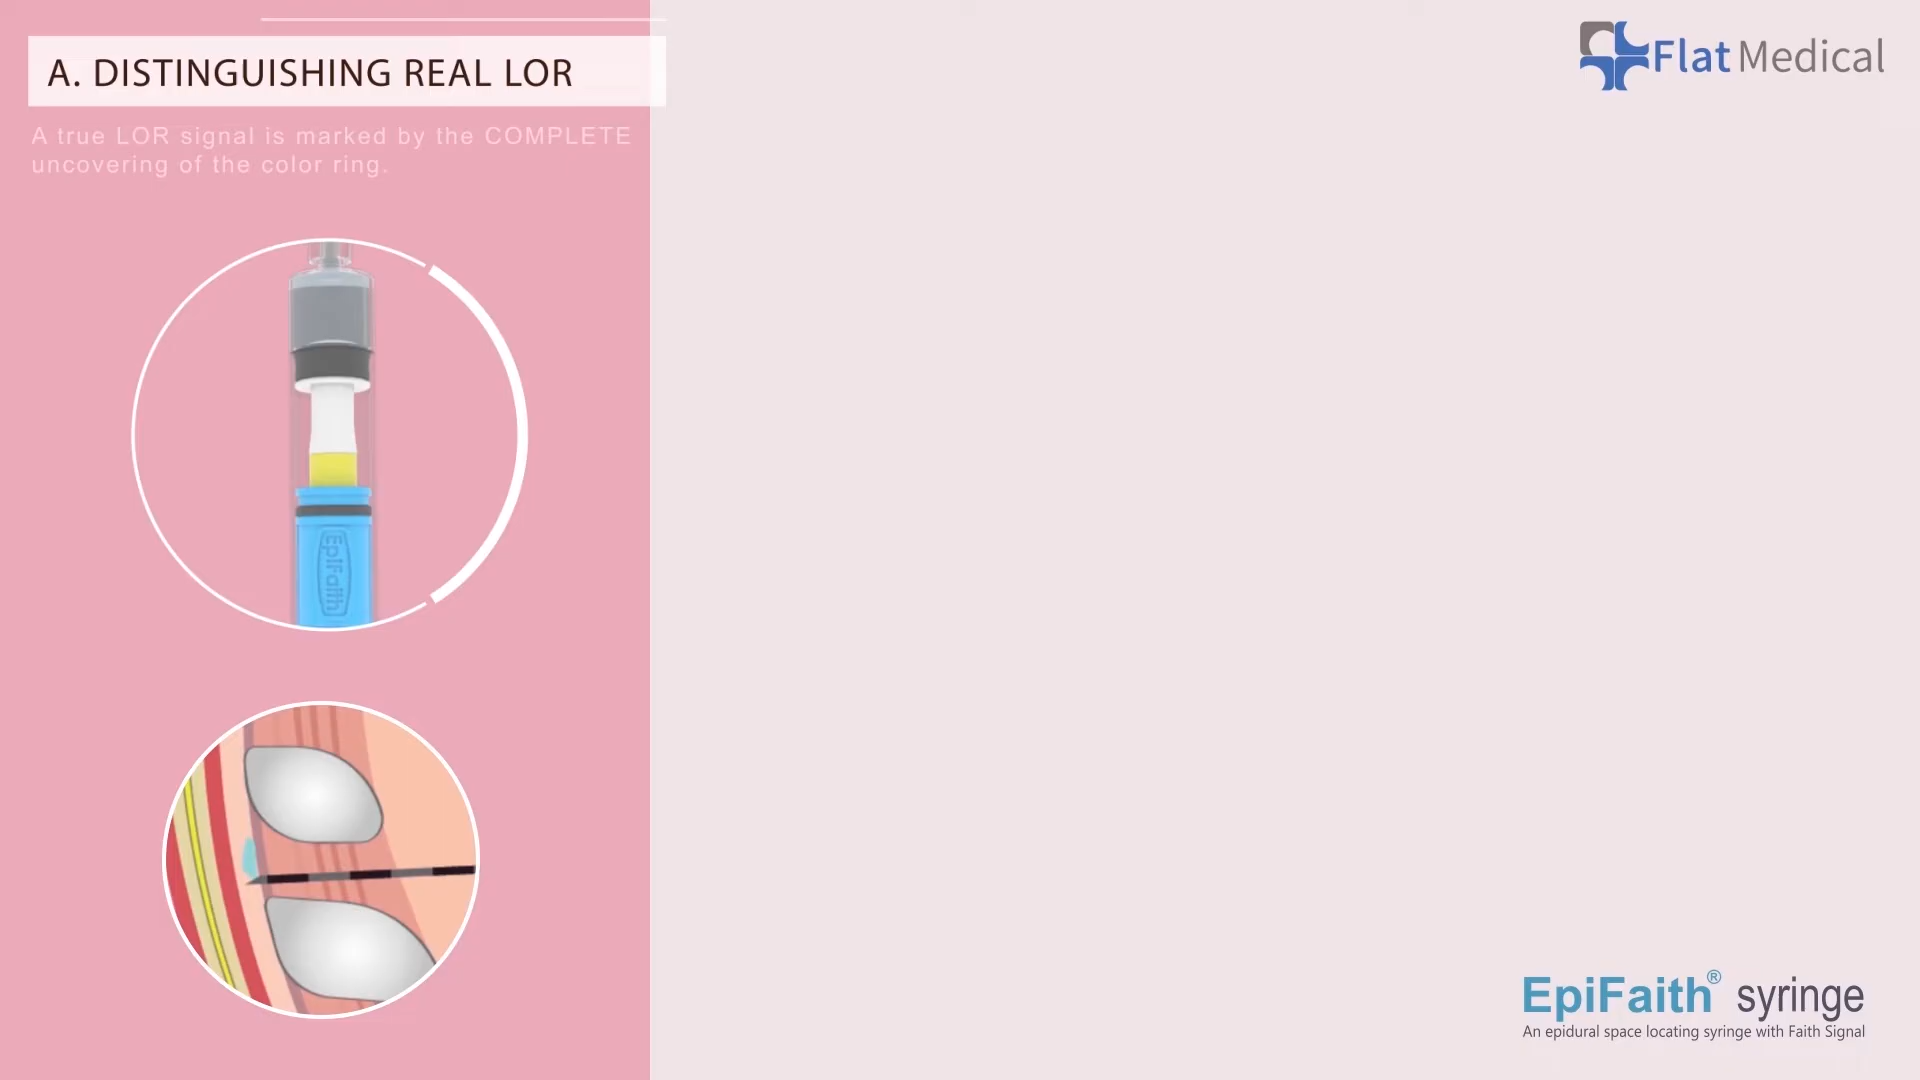 A. DISTINGUISHING REAL LOR
A true LOR signal is marked by the COMPLETE
uncovering of the color ring.
Flat Medical
EpiFaith
EpiFaith® syringe
An epidural space locating syringe with Faith Signal